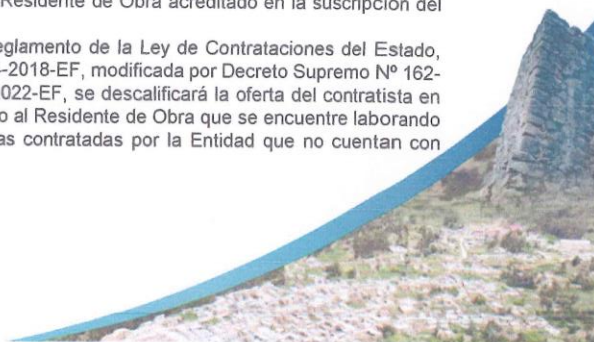 Residente de Obra acreditado en la suscripción del
eglamento de la Ley de Contrataciones del Estado,
-2018-EF, modificada por Decreto Supremo Nº 162-
022-EF, se descalificará la oferta del contratista en
o al Residente de Obra que se encuentre laborando
as contratadas por la Entidad que no cuentan con